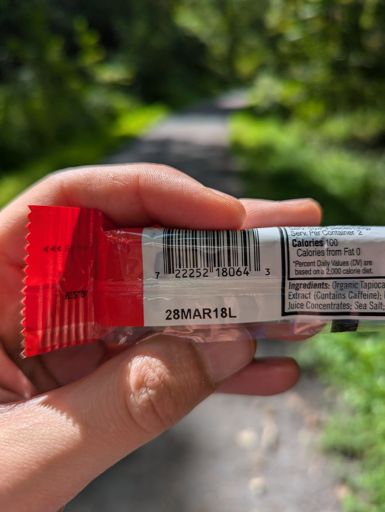 Serv. Per Container 2
Calories 100
Calories from Fat 0
*Percent Daily Values (DV) are
based on a 2,000 calorie diet.
Ingredients: Organic Tapioca
Extract (Contains Caffeine);
Juice Concentrates; Sea Salt;
7 22252 18064 3
28MAR18L